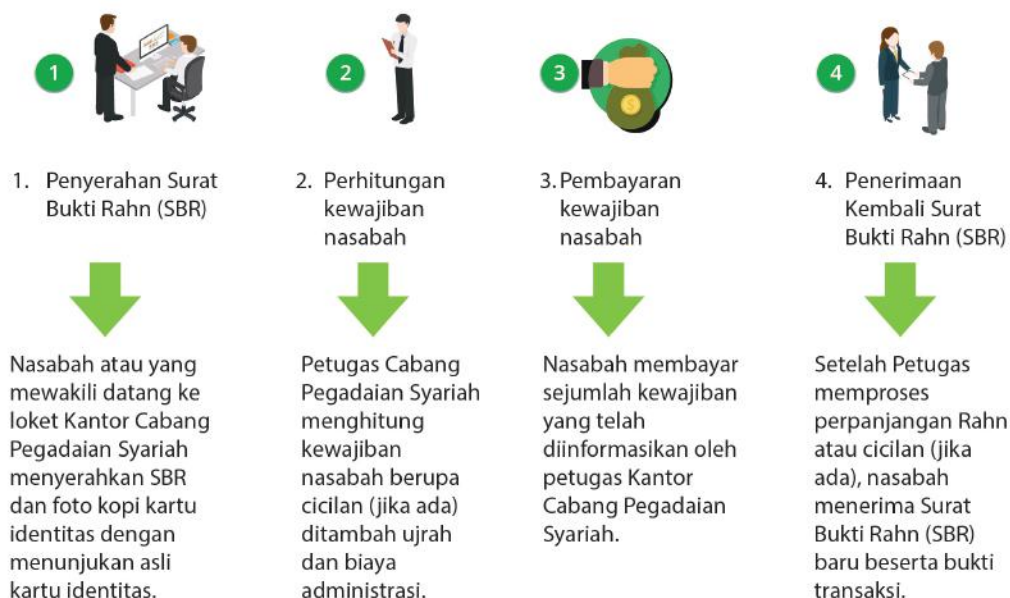 1
2
3
4
1. Penyerahan Surat
Bukti Rahn (SBR)
2. Perhitungan
kewajiban
nasabah
3. Pembayaran
kewajiban
nasabah
4. Penerimaan
Kembali Surat
Bukti Rahn (SBR)
Nasabah atau yang
mewakili datang ke
loket Kantor Cabang
Pegadaian Syariah
menyerahkan SBR
dan foto kopi kartu
identitas dengan
menunjukan asli
kartu identitas.
Petugas Cabang
Pegadaian Syariah
menghitung
kewajiban
nasabah berupa
cicilan (jika ada)
ditambah ujrah
dan biaya
administrasi.
Nasabah membayar
sejumlah kewajiban
yang telah
diinformasikan oleh
petugas Kantor
Cabang Pegadaian
Syariah.
Setelah Petugas
memproses
perpanjangan Rahn
atau cicilan (jika
ada), nasabah
menerima Surat
Bukti Rahn (SBR)
baru beserta bukti
transaksi.